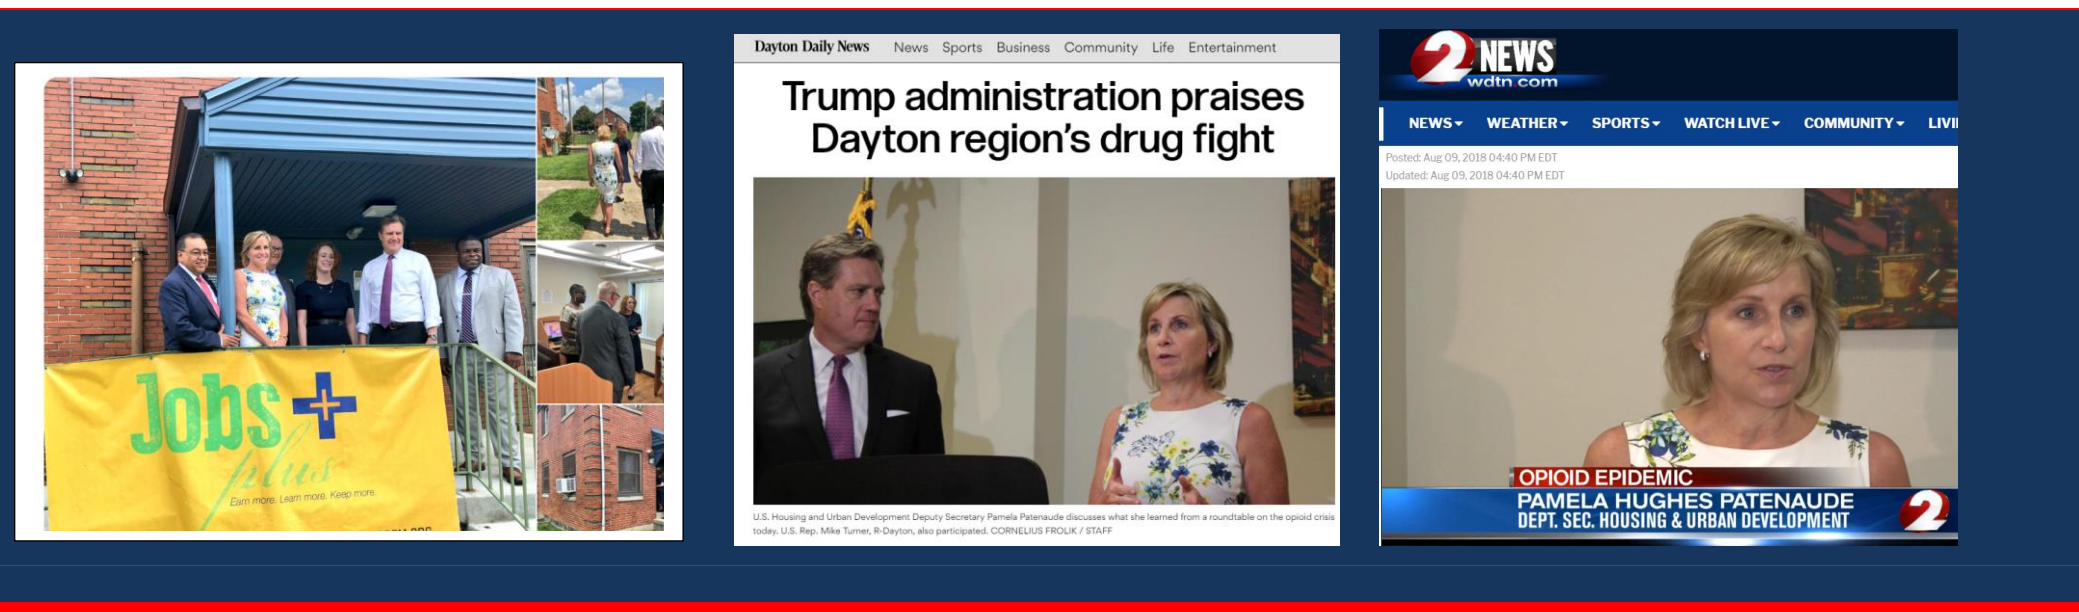 Jobs+
plus
Earn more. Learn more. Keep more.
Dayton Daily News News Sports Business Community Life Entertainment
Trump administration praises
Dayton region's drug fight
U.S. Housing and Urban Development Deputy Secretary Pamela Patenaude discusses what she learned from a roundtable on the opioid crisis
today. U.S. Rep. Mike Turner, R-Dayton, also participated. CORNELIUS FROLIK / STAFF
2 NEWS
wdtn.com
NEWS WEATHER SPORTS WATCH LIVE COMMUNITY LIVI
Posted: Aug 09, 2018 04:40 PM EDT
Updated: Aug 09, 2018 04:40 PM EDT
OPIOID EPIDEMIC
PAMELA HUGHES PATENAUDE
DEPT. SEC. HOUSING & URBAN DEVELOPMENT
2